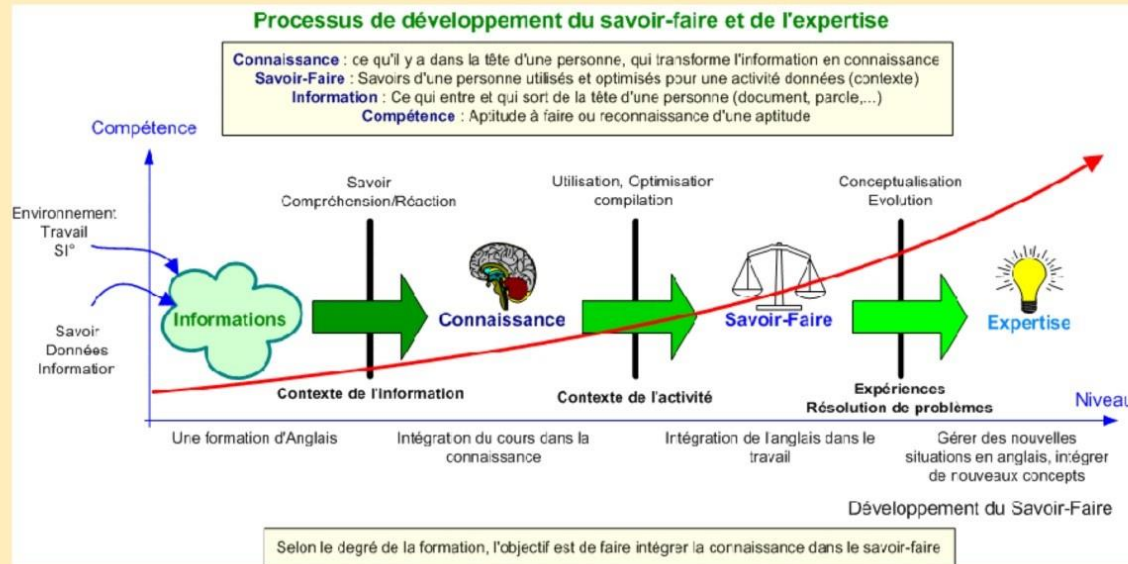 Processus de développement du savoir-faire et de l'expertise
Connaissance : ce qu'il y a dans la tête d'une personne, qui transforme l'information en connaissance
Savoir-Faire : Savoirs d'une personne utilisés et optimisés pour une activité données (contexte)
Information : Ce qui entre et qui sort de la tête d'une personne (document, parole,...)
Compétence : Aptitude à faire ou reconnaissance d'une aptitude
Compétence
Environnement
Travail
SI°
Savoir
Données
Information
Informations
Savoir
Compréhension/Réaction
Contexte de l'information
Connaissance
Utilisation, Optimisation
compilation
Contexte de l'activité
Savoir-Faire
Conceptualisation
Evolution
Expériences
Résolution de problèmes
Expertise
Niveau
Une formation d'Anglais
Intégration du cours dans la
connaissance
Intégration de l'anglais dans le
travail
Gérer des nouvelles
situations en anglais, intégrer
de nouveaux concepts
Développement du Savoir-Faire
Selon le degré de la formation, l'objectif est de faire intégrer la connaissance dans le savoir-faire